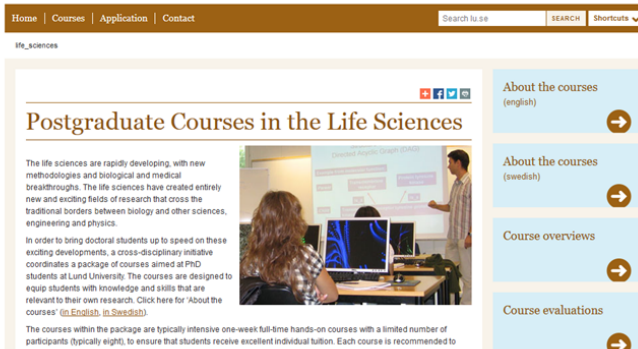 Home | Courses | Application | Contact
Search lu.se
SEARCH
Shortcuts
life_sciences
Postgraduate Courses in the Life Sciences
The life sciences are rapidly developing, with new
methodologies and biological and medical
breakthroughs. The life sciences have created entirely
new and exciting fields of research that cross the
traditional borders between biology and other sciences,
engineering and physics.
In order to bring doctoral students up to speed on these
exciting developments, a cross-disciplinary initiative
coordinates a package of courses aimed at PhD
students at Lund University. The courses are designed to
equip students with knowledge and skills that are
relevant to their own research. Click here for 'About the
courses' (in English, in Swedish).
The courses within the package are typically intensive one-week full-time hands-on courses with a limited number of
participants (typically eight), to ensure that students receive excellent individual tuition. Each course is recommended to
Directed Acyclic Graph (DAG)
About the courses
(english)
About the courses
(swedish)
Course overviews
Course evaluations